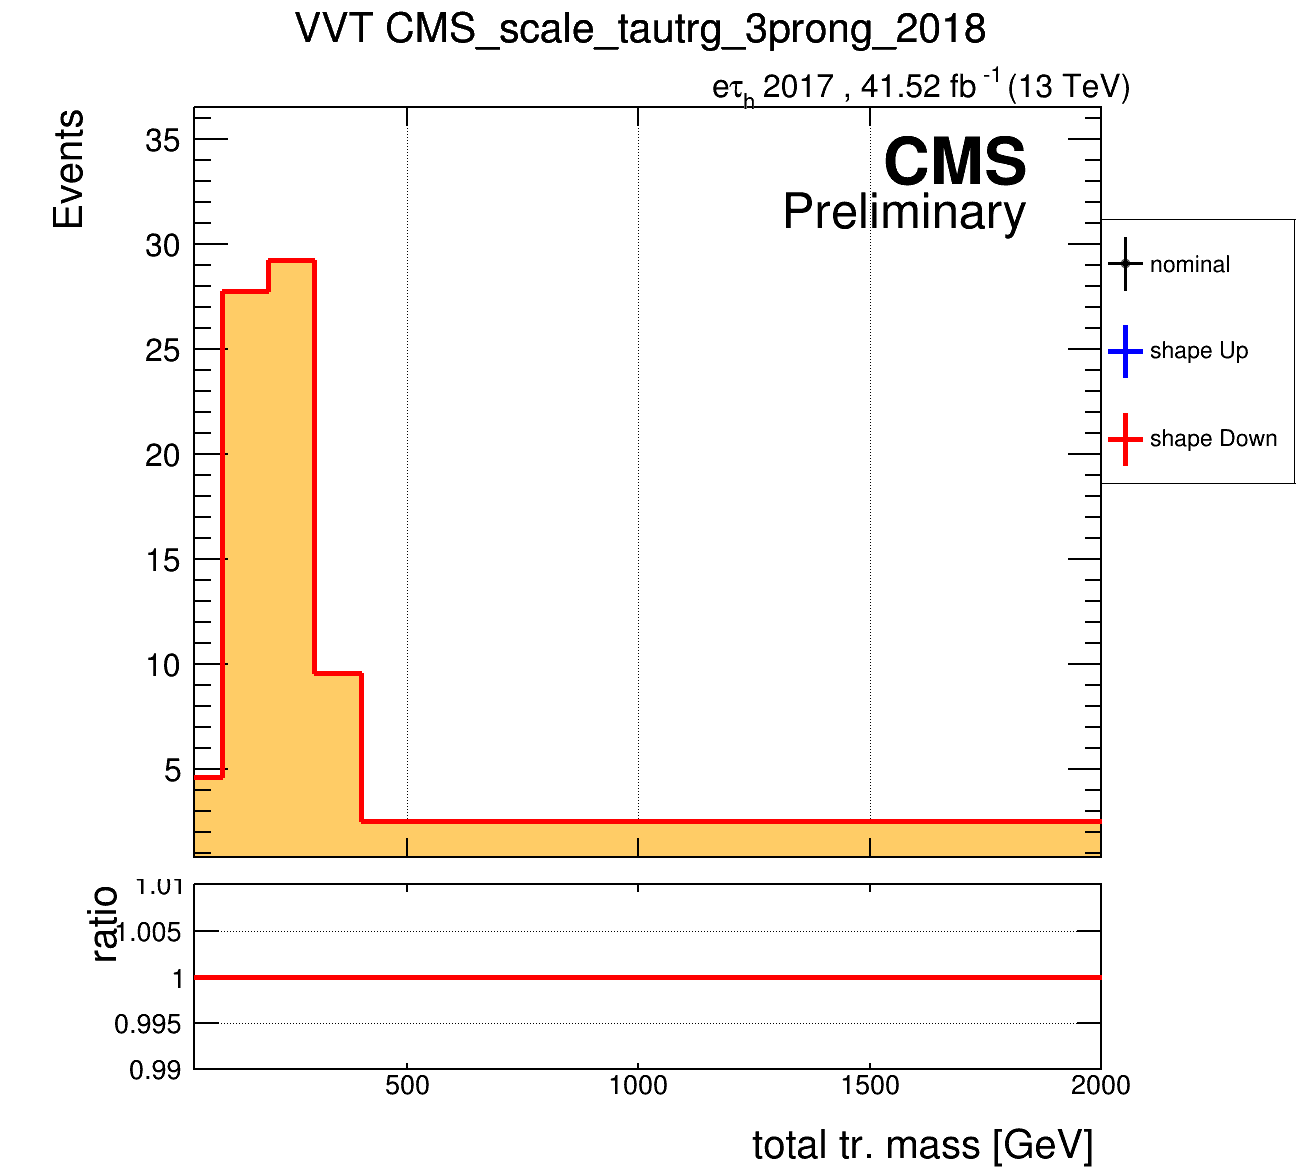 VVT CMS_scale_tautrg_3prong_2018
eτh 2017 , 41.52 fb -1 (13 TeV)
Events
35
30
25
20
15
10
5
CMS
Preliminary
nominal
shape Up
shape Down
ratio
1.01
1.005
1
0.995
0.99
500 1000 1500 2000
total tr. mass [GeV]